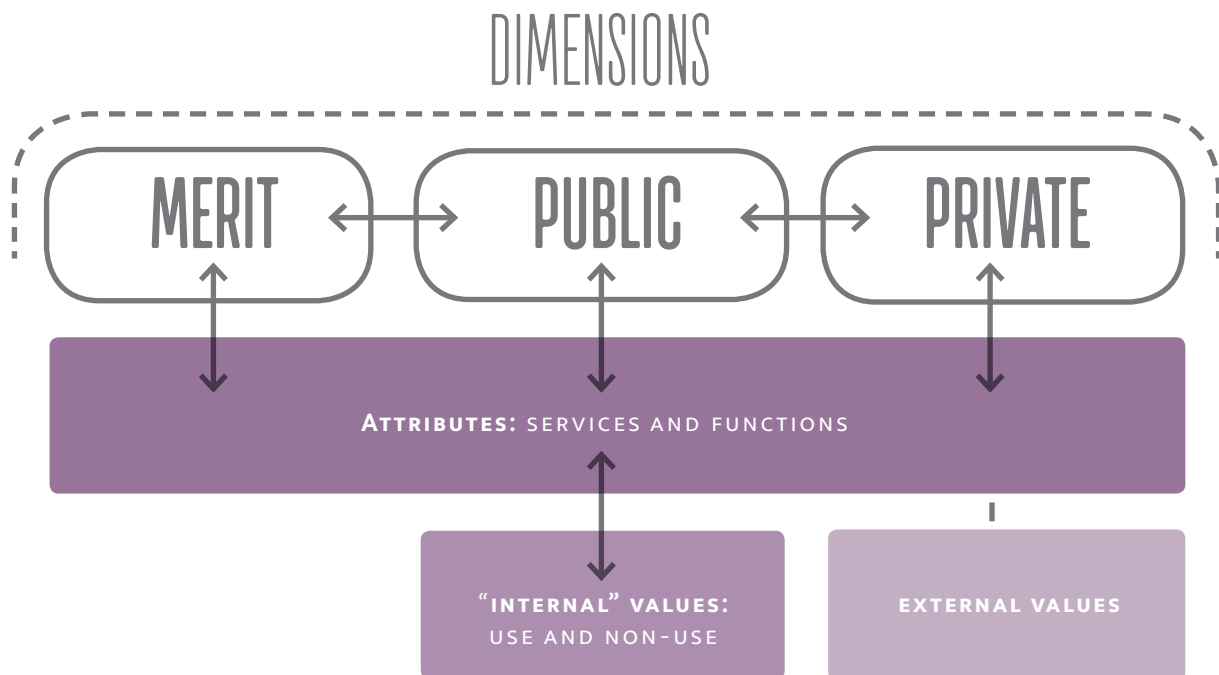 DIMENSIONS
MERIT
PUBLIC
PRIVATE
ATTRIBUTES: SERVICES AND FUNCTIONS
“INTERNAL” VALUES:
USE AND NON-USE
EXTERNAL VALUES